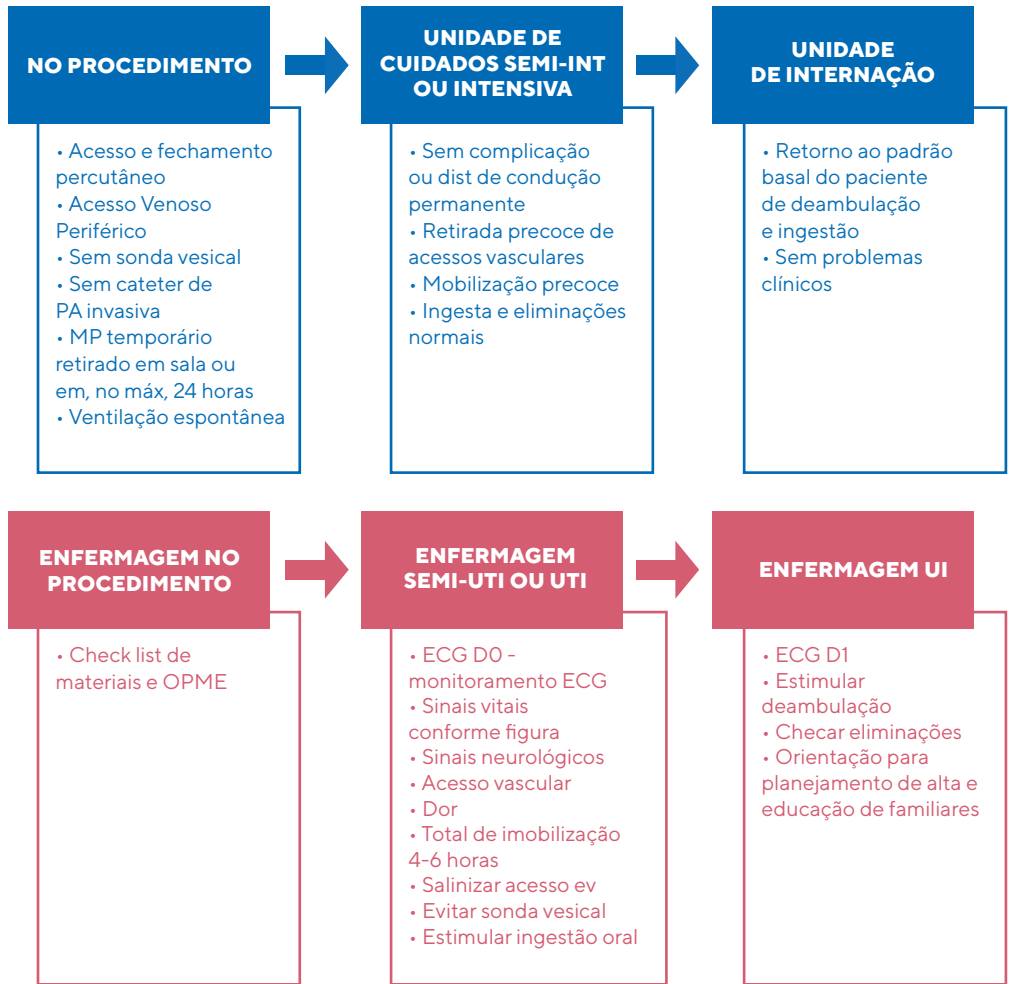 NO PROCEDIMENTO
• Acesso e fechamento
percutâneo
• Acesso Venoso
Periférico
• Sem sonda vesical
• Sem cateter de
PA invasiva
• MP temporário
retirado em sala ou
em, no máx, 24 horas
• Ventilação espontânea
UNIDADE DE
CUIDADOS SEMI-INT
OU INTENSIVA
• Sem complicação
ou dist de condução
permanente
• Retirada precoce de
acessos vasculares
• Mobilização precoce
• Ingesta e eliminações
normais
UNIDADE
DE INTERNAÇÃO
• Retorno ao padrão
basal do paciente
de deambulação
e ingestão
• Sem problemas
clínicos
ENFERMAGEM NO
PROCEDIMENTO
• Check list de
materiais e OPME
ENFERMAGEM
SEMI-UTI OU UTI
• ECG D0 -
monitoramento ECG
• Sinais vitais
conforme figura
• Sinais neurológicos
• Acesso vascular
• Dor
• Total de imobilização
4-6 horas
• Salinizar acesso ev
• Evitar sonda vesical
• Estimular ingestão oral
ENFERMAGEM UI
• ECG D1
• Estimular
deambulação
• Checar eliminações
• Orientação para
planejamento de alta e
educação de familiares